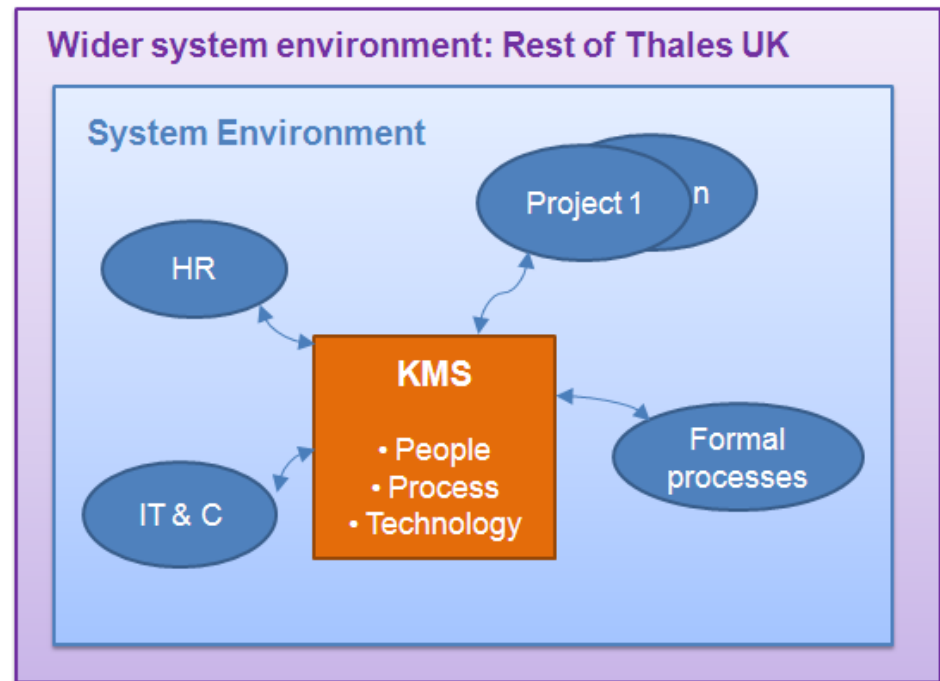 Wider system environment: Rest of Thales UK
System Environment
Project 1
n
HR
KMS
• People
• Process
• Technology
Formal
processes
IT & C